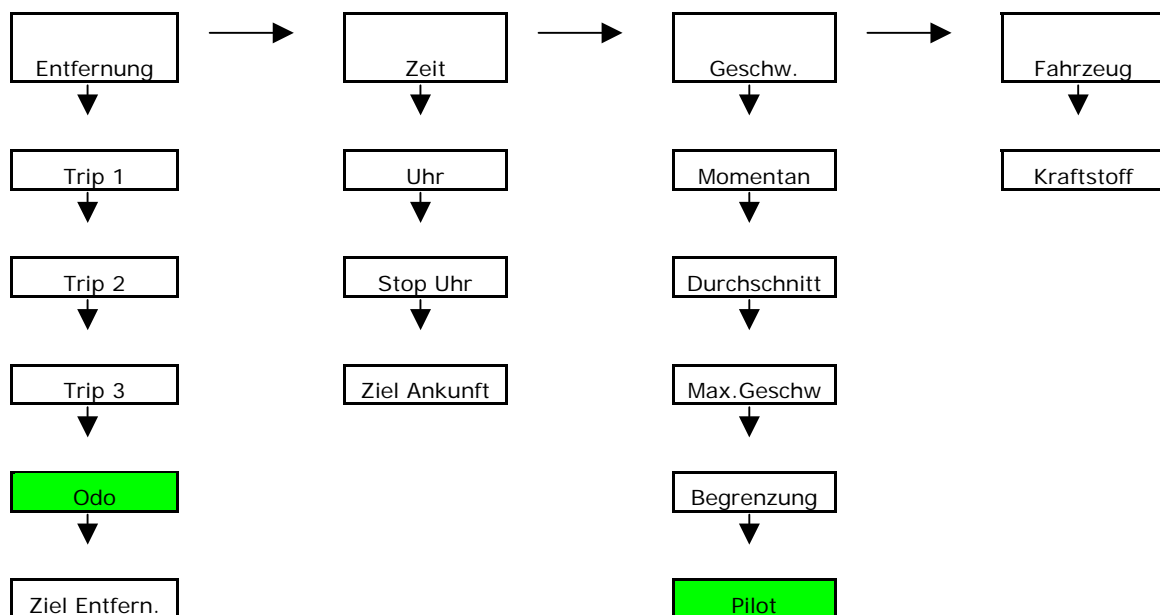 Entfernung
Zeit
Geschw.
Fahrzeug
Trip 1
Uhr
Momentan
Kraftstoff
Trip 2
Stop Uhr
Durchschnitt
Trip 3
Ziel Ankunft
Max.Geschw
Odo
Begrenzung
Ziel Entfern.
Pilot